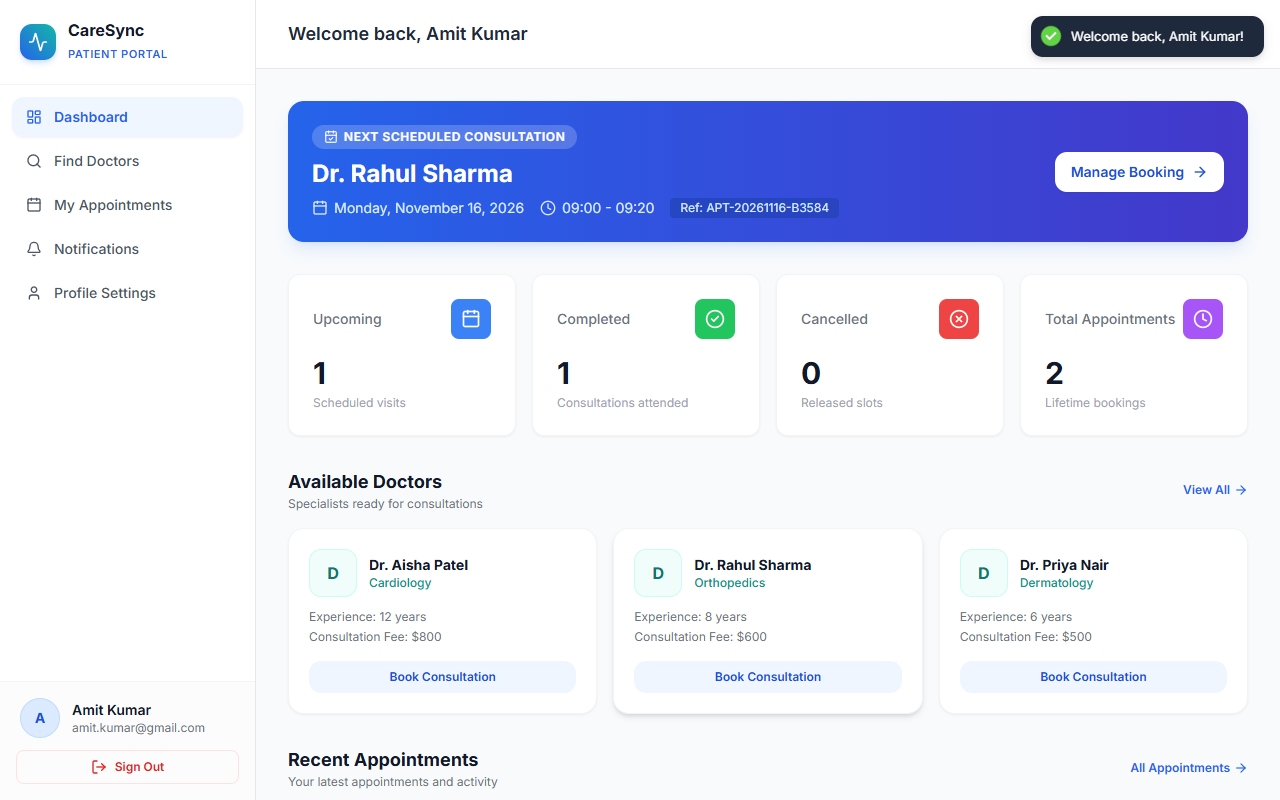 CareSync
PATIENT PORTAL
Dashboard
Find Doctors
My Appointments
Notifications
Profile Settings
Amit Kumar
A
amit.kumar@gmail.com
Sign Out
Welcome back, Amit Kumar
Welcome back, Amit Kumar!
NEXT SCHEDULED CONSULTATION
Dr. Rahul Sharma
Monday, November 16, 2026 09:00 - 09:20 Ref: APT-20261116-B3584
Manage Booking
Upcoming
1
Scheduled visits
Completed
1
Consultations attended
Cancelled
0
Released slots
Total Appointments
2
Lifetime bookings
Available Doctors
Specialists ready for consultations
View All
D
Dr. Aisha Patel
Cardiology
Experience: 12 years
Consultation Fee: $800
Book Consultation
D
Dr. Rahul Sharma
Orthopedics
Experience: 8 years
Consultation Fee: $600
Book Consultation
D
Dr. Priya Nair
Dermatology
Experience: 6 years
Consultation Fee: $500
Book Consultation
Recent Appointments
Your latest appointments and activity
All Appointments